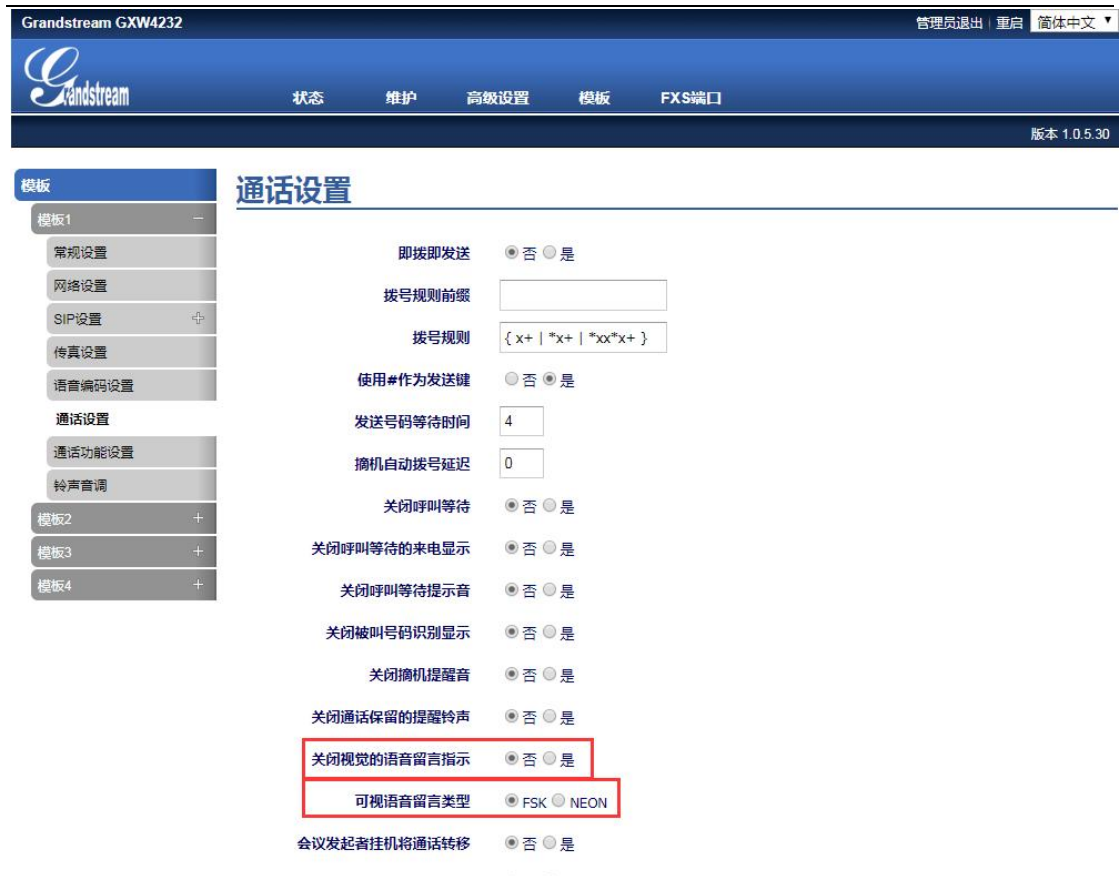 Grandstream GXW4232 管理员退出 | 重启 简体中文
Grandstream
状态 维护 高级设置 模板 FXS端口
版本 1.0.5.30
模板
模板1
常规设置
网络设置
SIP设置
传真设置
语音编码设置
通话设置
通话功能设置
铃声音调
模板2
模板3
模板4
通话设置
即拨即发送 否 是
拨号规则前缀
拨号规则 { x+ | *x+ | *xx*x+ }
使用#作为发送键 否 是
发送号码等待时间 4
摘机自动拨号延迟 0
关闭呼叫等待 否 是
关闭呼叫等待的来电显示 否 是
关闭呼叫等待提示音 否 是
关闭被叫号码识别显示 否 是
关闭摘机提醒音 否 是
关闭通话保留的提醒铃声 否 是
关闭视觉的语音留言指示 否 是
可视语音留言类型 FSK NEON
会议发起者挂机将通话转移 否 是